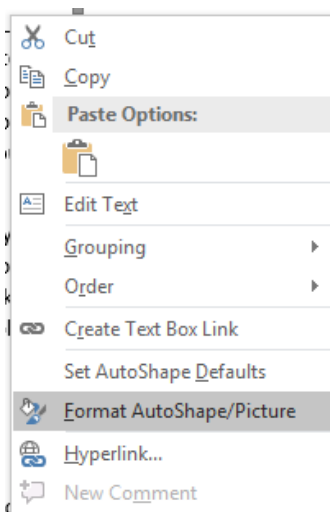 Cut
Copy
Paste Options:
Edit Text
Grouping
Order
Create Text Box Link
Set AutoShape Defaults
Format AutoShape/Picture
Hyperlink...
New Comment